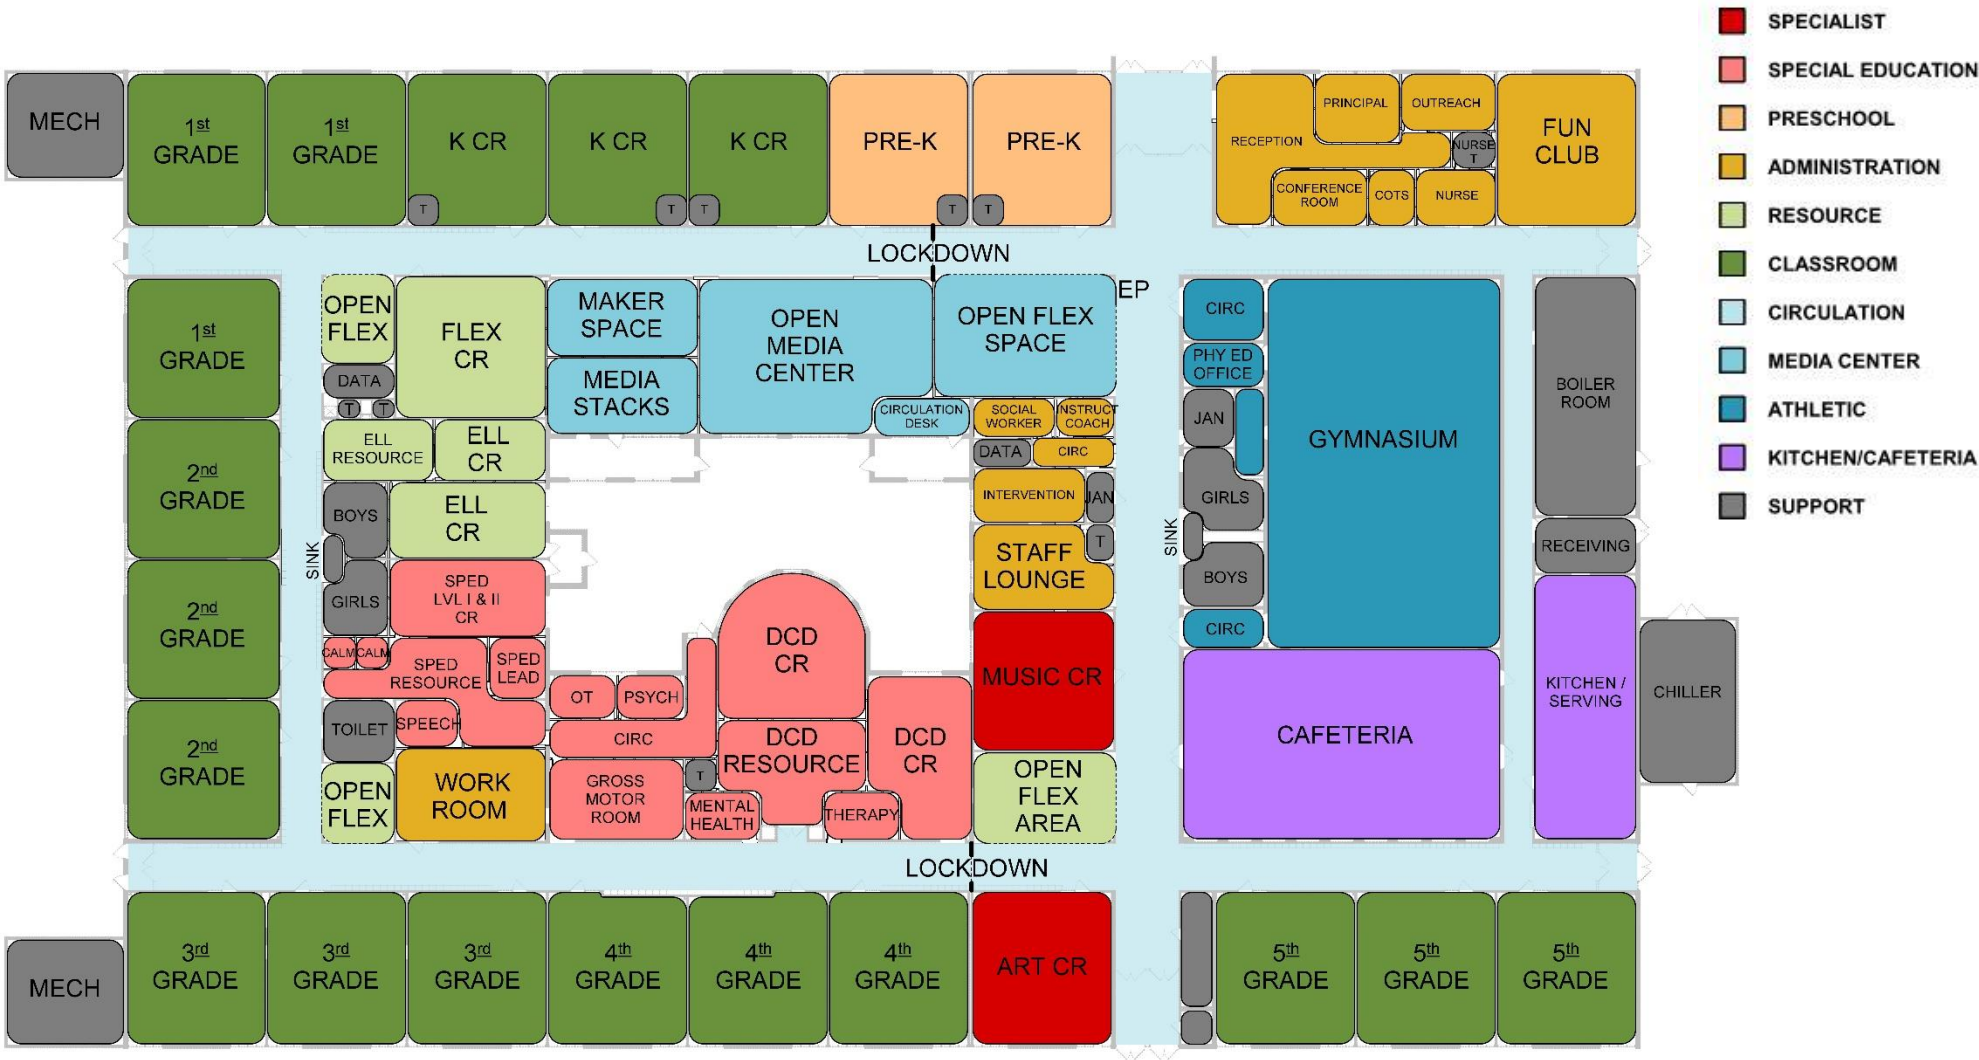 SPECIALIST
SPECIAL EDUCATION
PRESCHOOL
ADMINISTRATION
RESOURCE
CLASSROOM
CIRCULATION
MEDIA CENTER
ATHLETIC
KITCHEN/CAFETERIA
SUPPORT
MECH
1st
GRADE
1st
GRADE
K CR
T
K CR
T
K CR
T
PRE-K
T
PRE-K
T
RECEPTION
PRINCIPAL
OUTREACH
NURSE
T
CONFERENCE
ROOM
COTS
NURSE
FUN
CLUB
LOCKDOWN
1st
GRADE
2nd
GRADE
2nd
GRADE
2nd
GRADE
OPEN
FLEX
FLEX
CR
DATA
T
T
ELL
RESOURCE
ELL
CR
BOYS
ELL
CR
SINK
GIRLS
SPED
LVL I & II
CR
CALM
CALM
SPED
RESOURCE
SPED
LEAD
TOILET
SPEECH
OPEN
FLEX
WORK
ROOM
MAKER
SPACE
MEDIA
STACKS
OPEN
MEDIA
CENTER
CIRCULATION
DESK
OPEN FLEX
SPACE
EP
SOCIAL
WORKER
INSTRUCT
COACH
DATA
CIRC
INTERVENTION
JAN
STAFF
LOUNGE
T
MUSIC CR
OPEN
FLEX
AREA
OT
PSYCH
CIRC
GROSS
MOTOR
ROOM
T
MENTAL
HEALTH
DCD
CR
DCD
RESOURCE
THERAPY
DCD
CR
CIRC
PHY ED
OFFICE
JAN
GIRLS
SINK
BOYS
CIRC
GYMNASIUM
CAFETERIA
BOILER
ROOM
RECEIVING
KITCHEN /
SERVING
CHILLER
LOCKDOWN
MECH
3rd
GRADE
3rd
GRADE
3rd
GRADE
4th
GRADE
4th
GRADE
4th
GRADE
ART CR
5th
GRADE
5th
GRADE
5th
GRADE